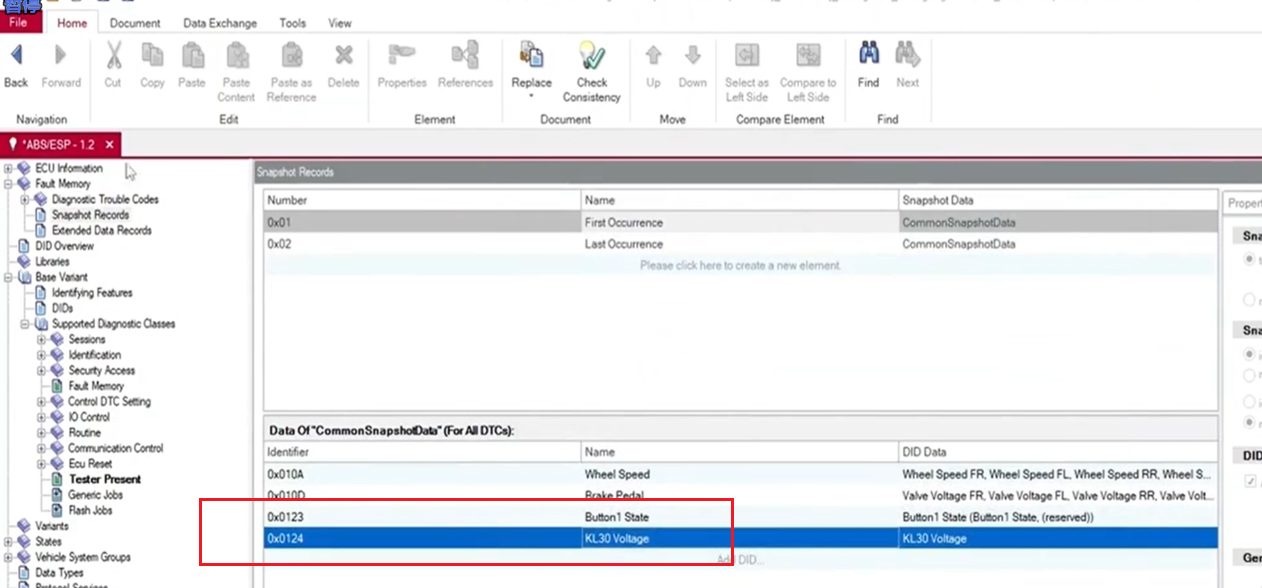 暂停
File Home Document Data Exchange Tools View
Back Forward Cut Copy Paste Paste Content Paste as Reference Delete Properties References Replace Check Consistency Up Down Select as Left Side Compare to Left Side Find Next
Navigation Edit Element Document Move Compare Element Find
*ABS/ESP - 1.2
ECU Information
Fault Memory
Diagnostic Trouble Codes
Snapshot Records
Extended Data Records
DID Overview
Libraries
Base Variant
Identifying Features
DIDs
Supported Diagnostic Classes
Sessions
Identification
Security Access
Fault Memory
Control DTC Setting
IO Control
Routine
Communication Control
Ecu Reset
Tester Present
Generic Jobs
Flash Jobs
Variants
States
Vehicle System Groups
Data Types
Protocol Services
Snapshot Records
Number Name Snapshot Data
0x01 First Occurrence CommonSnapshotData
0x02 Last Occurrence CommonSnapshotData
Please click here to create a new element.
Data Of "CommonSnapshotData" (For All DTCs):
Identifier Name DID Data
0x010A Wheel Speed Wheel Speed FR, Wheel Speed FL, Wheel Speed RR, Wheel S...
0x010D Brake Pedal Valve Voltage FR, Valve Voltage FL, Valve Voltage RR, Valve Volt...
0x0123 Button1 State Button1 State (Button1 State, (reserved))
0x0124 KL30 Voltage KL30 Voltage
Add DID...
Propert
Sna
Sna
DID
Ger